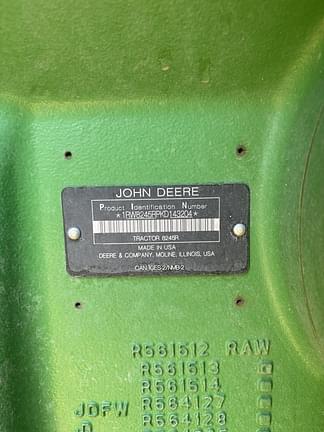 JOHN DEERE
Product Identification Number
*1RW8245RPKD143204*
TRACTOR 8245R
MADE IN USA
DEERE & COMPANY, MOLINE, ILLINOIS, USA
CAN ICES-2/NMB-2
R561512 RAW
R561513
R561514
JDFW R564127
R564128